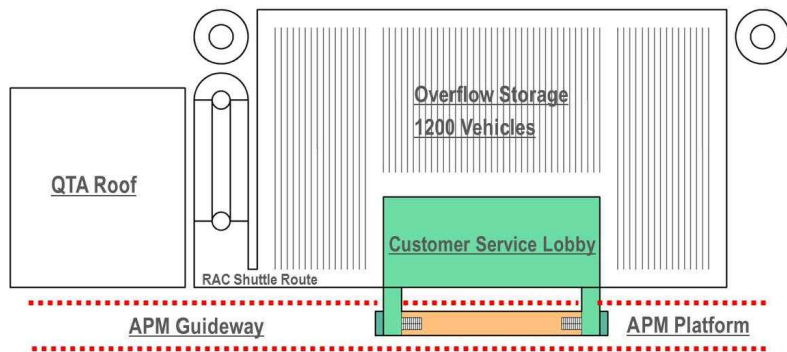 Overflow Storage
1200 Vehicles
QTA Roof
Customer Service Lobby
RAC Shuttle Route
APM Guideway
APM Platform